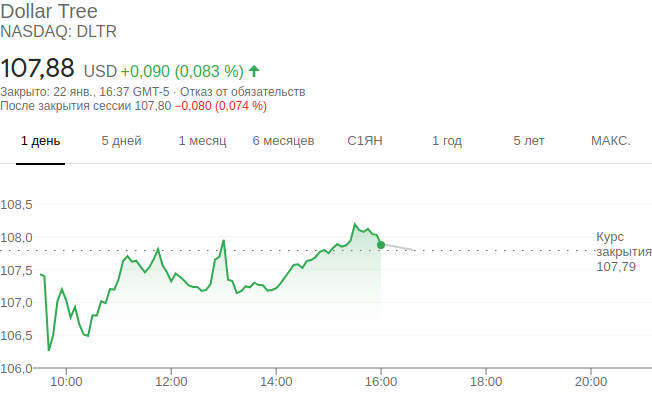 Dollar Tree
NASDAQ: DLTR
107,88 USD +0,090 (0,083 %)
Закрыто: 22 янв., 16:37 GMT-5 · Отказ от обязательств
После закрытия сессии 107,80 −0,080 (0,074 %)
1 день 5 дней 1 месяц 6 месяцев С1ЯН 1 год 5 лет МАКС.
108,5
108,0
107,5
107,0
106,5
106,0
Курс
закрытия
107,79
10:00 12:00 14:00 16:00 18:00 20:00